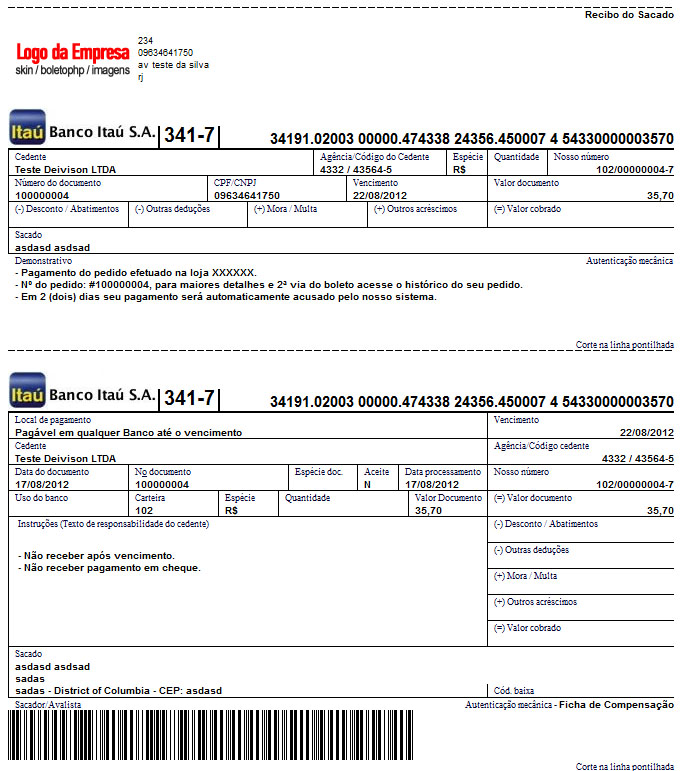 Recibo do Sacado
Logo da Empresa
skin / boletophp / imagens
234
09634641750
av teste da silva
rj
Itaú Banco Itaú S.A. 341-7 34191.02003 00000.474338 24356.450007 4 54330000003570
Cedente Agência/Código do Cedente Espécie Quantidade Nosso número
Teste Deivison LTDA 4332 / 43564-5 R$ 102/00000004-7
Número do documento CPF/CNPJ Vencimento Valor documento
100000004 09634641750 22/08/2012 35,70
(-) Desconto / Abatimentos (-) Outras deduções (+) Mora / Multa (+) Outros acréscimos (=) Valor cobrado
Sacado
asdasd asdsad
Demonstrativo Autenticação mecânica
- Pagamento do pedido efetuado na loja XXXXXX.
- Nº do pedido: #100000004, para maiores detalhes e 2ª via do boleto acesse o histórico do seu pedido.
- Em 2 (dois) dias seu pagamento será automaticamente acusado pelo nosso sistema.
Corte na linha pontilhada
Itaú Banco Itaú S.A. 341-7 34191.02003 00000.474338 24356.450007 4 54330000003570
Local de pagamento Vencimento
Pagável em qualquer Banco até o vencimento 22/08/2012
Cedente Agência/Código cedente
Teste Deivison LTDA 4332 / 43564-5
Data do documento No documento Espécie doc. Aceite Data processamento Nosso número
17/08/2012 100000004 N 17/08/2012 102/00000004-7
Uso do banco Carteira Espécie Quantidade Valor Documento (=) Valor documento
102 R$ 35,70 35,70
Instruções (Texto de responsabilidade do cedente) (-) Desconto / Abatimentos
(-) Outras deduções
- Não receber após vencimento.
- Não receber pagamento em cheque.
(+) Mora / Multa
(+) Outros acréscimos
(=) Valor cobrado
Sacado
asdasd asdsad
sadas
sadas - District of Columbia - CEP: asdasd Cód. baixa
Sacador/Avalista Autenticação mecânica - Ficha de Compensação
Corte na linha pontilhada